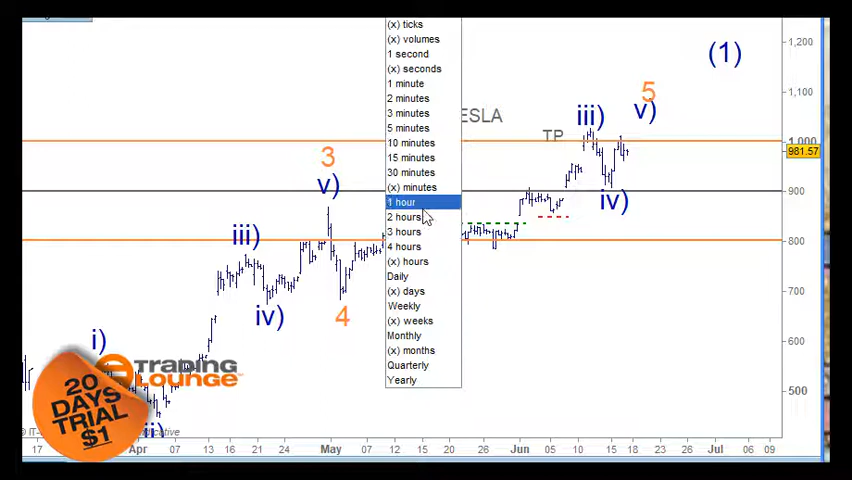 (x) ticks
(x) volumes
1 second
(x) seconds
1 minute
2 minutes
3 minutes
5 minutes
10 minutes
15 minutes
30 minutes
(x) minutes
1 hour
2 hours
3 hours
4 hours
(x) hours
Daily
(x) days
Weekly
(x) weeks
Monthly
(x) months
Quarterly
Yearly
ESLA
TP
(1)
5
v)
iii)
iv)
3
v)
iii)
iv)
4
i)
ii)
TRADING
LOUNGE
20
DAYS
TRIAL
$1
© IT-
icative
1,200
1,100
1,000
981.57
900
800
700
600
500
17
Apr
07
13
16
21
24
May
07
12
15
20
26
Jun
05
10
15
18
23
Jul
09